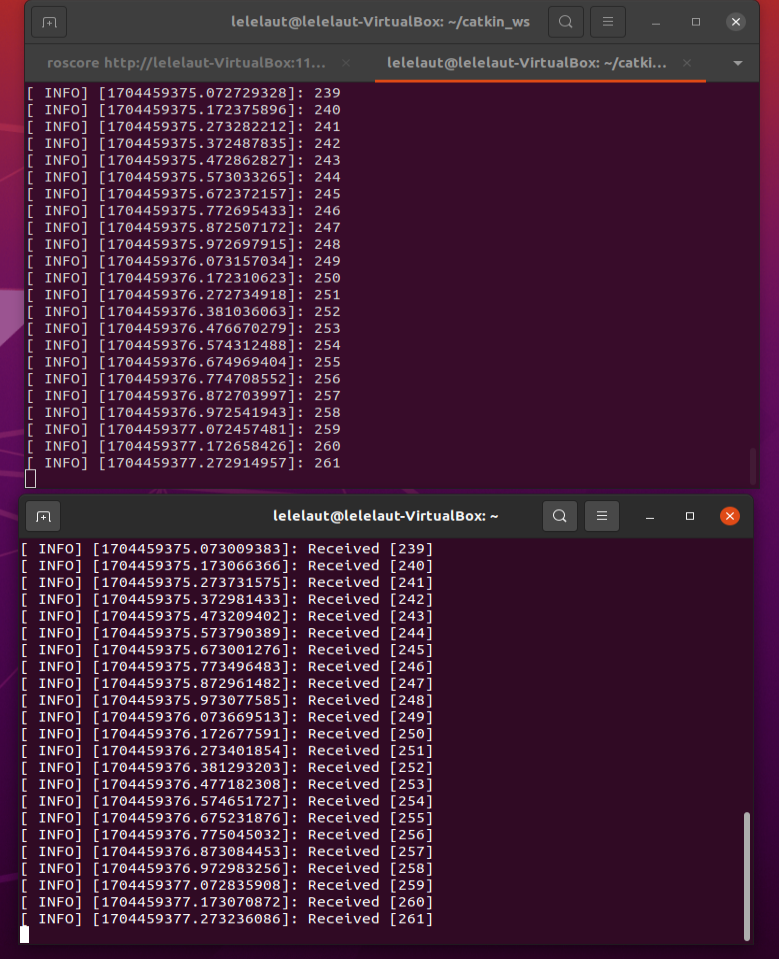 lelelaut@lelelaut-VirtualBox: ~/catkin_ws
roscore http://lelelaut-VirtualBox:11...
lelelaut@lelelaut-VirtualBox: ~/catki...
[ INFO] [1704459375.072729328]: 239
[ INFO] [1704459375.172375896]: 240
[ INFO] [1704459375.273282212]: 241
[ INFO] [1704459375.372487835]: 242
[ INFO] [1704459375.472862827]: 243
[ INFO] [1704459375.573033265]: 244
[ INFO] [1704459375.672372157]: 245
[ INFO] [1704459375.772695433]: 246
[ INFO] [1704459375.872507172]: 247
[ INFO] [1704459375.972697915]: 248
[ INFO] [1704459376.073157034]: 249
[ INFO] [1704459376.172310623]: 250
[ INFO] [1704459376.272734918]: 251
[ INFO] [1704459376.381036063]: 252
[ INFO] [1704459376.476670279]: 253
[ INFO] [1704459376.574312488]: 254
[ INFO] [1704459376.674969404]: 255
[ INFO] [1704459376.774708552]: 256
[ INFO] [1704459376.872703997]: 257
[ INFO] [1704459376.972541943]: 258
[ INFO] [1704459377.072457481]: 259
[ INFO] [1704459377.172658426]: 260
[ INFO] [1704459377.272914957]: 261
lelelaut@lelelaut-VirtualBox: ~
[ INFO] [1704459375.073009383]: Received [239]
[ INFO] [1704459375.173066366]: Received [240]
[ INFO] [1704459375.273731575]: Received [241]
[ INFO] [1704459375.372981433]: Received [242]
[ INFO] [1704459375.473209402]: Received [243]
[ INFO] [1704459375.573790389]: Received [244]
[ INFO] [1704459375.673001276]: Received [245]
[ INFO] [1704459375.773496483]: Received [246]
[ INFO] [1704459375.872961482]: Received [247]
[ INFO] [1704459375.973077585]: Received [248]
[ INFO] [1704459376.073669513]: Received [249]
[ INFO] [1704459376.172677591]: Received [250]
[ INFO] [1704459376.273401854]: Received [251]
[ INFO] [1704459376.381293203]: Received [252]
[ INFO] [1704459376.477182308]: Received [253]
[ INFO] [1704459376.574651727]: Received [254]
[ INFO] [1704459376.675231876]: Received [255]
[ INFO] [1704459376.775045032]: Received [256]
[ INFO] [1704459376.873084453]: Received [257]
[ INFO] [1704459376.972983256]: Received [258]
[ INFO] [1704459377.072835908]: Received [259]
[ INFO] [1704459377.173070872]: Received [260]
[ INFO] [1704459377.273236086]: Received [261]